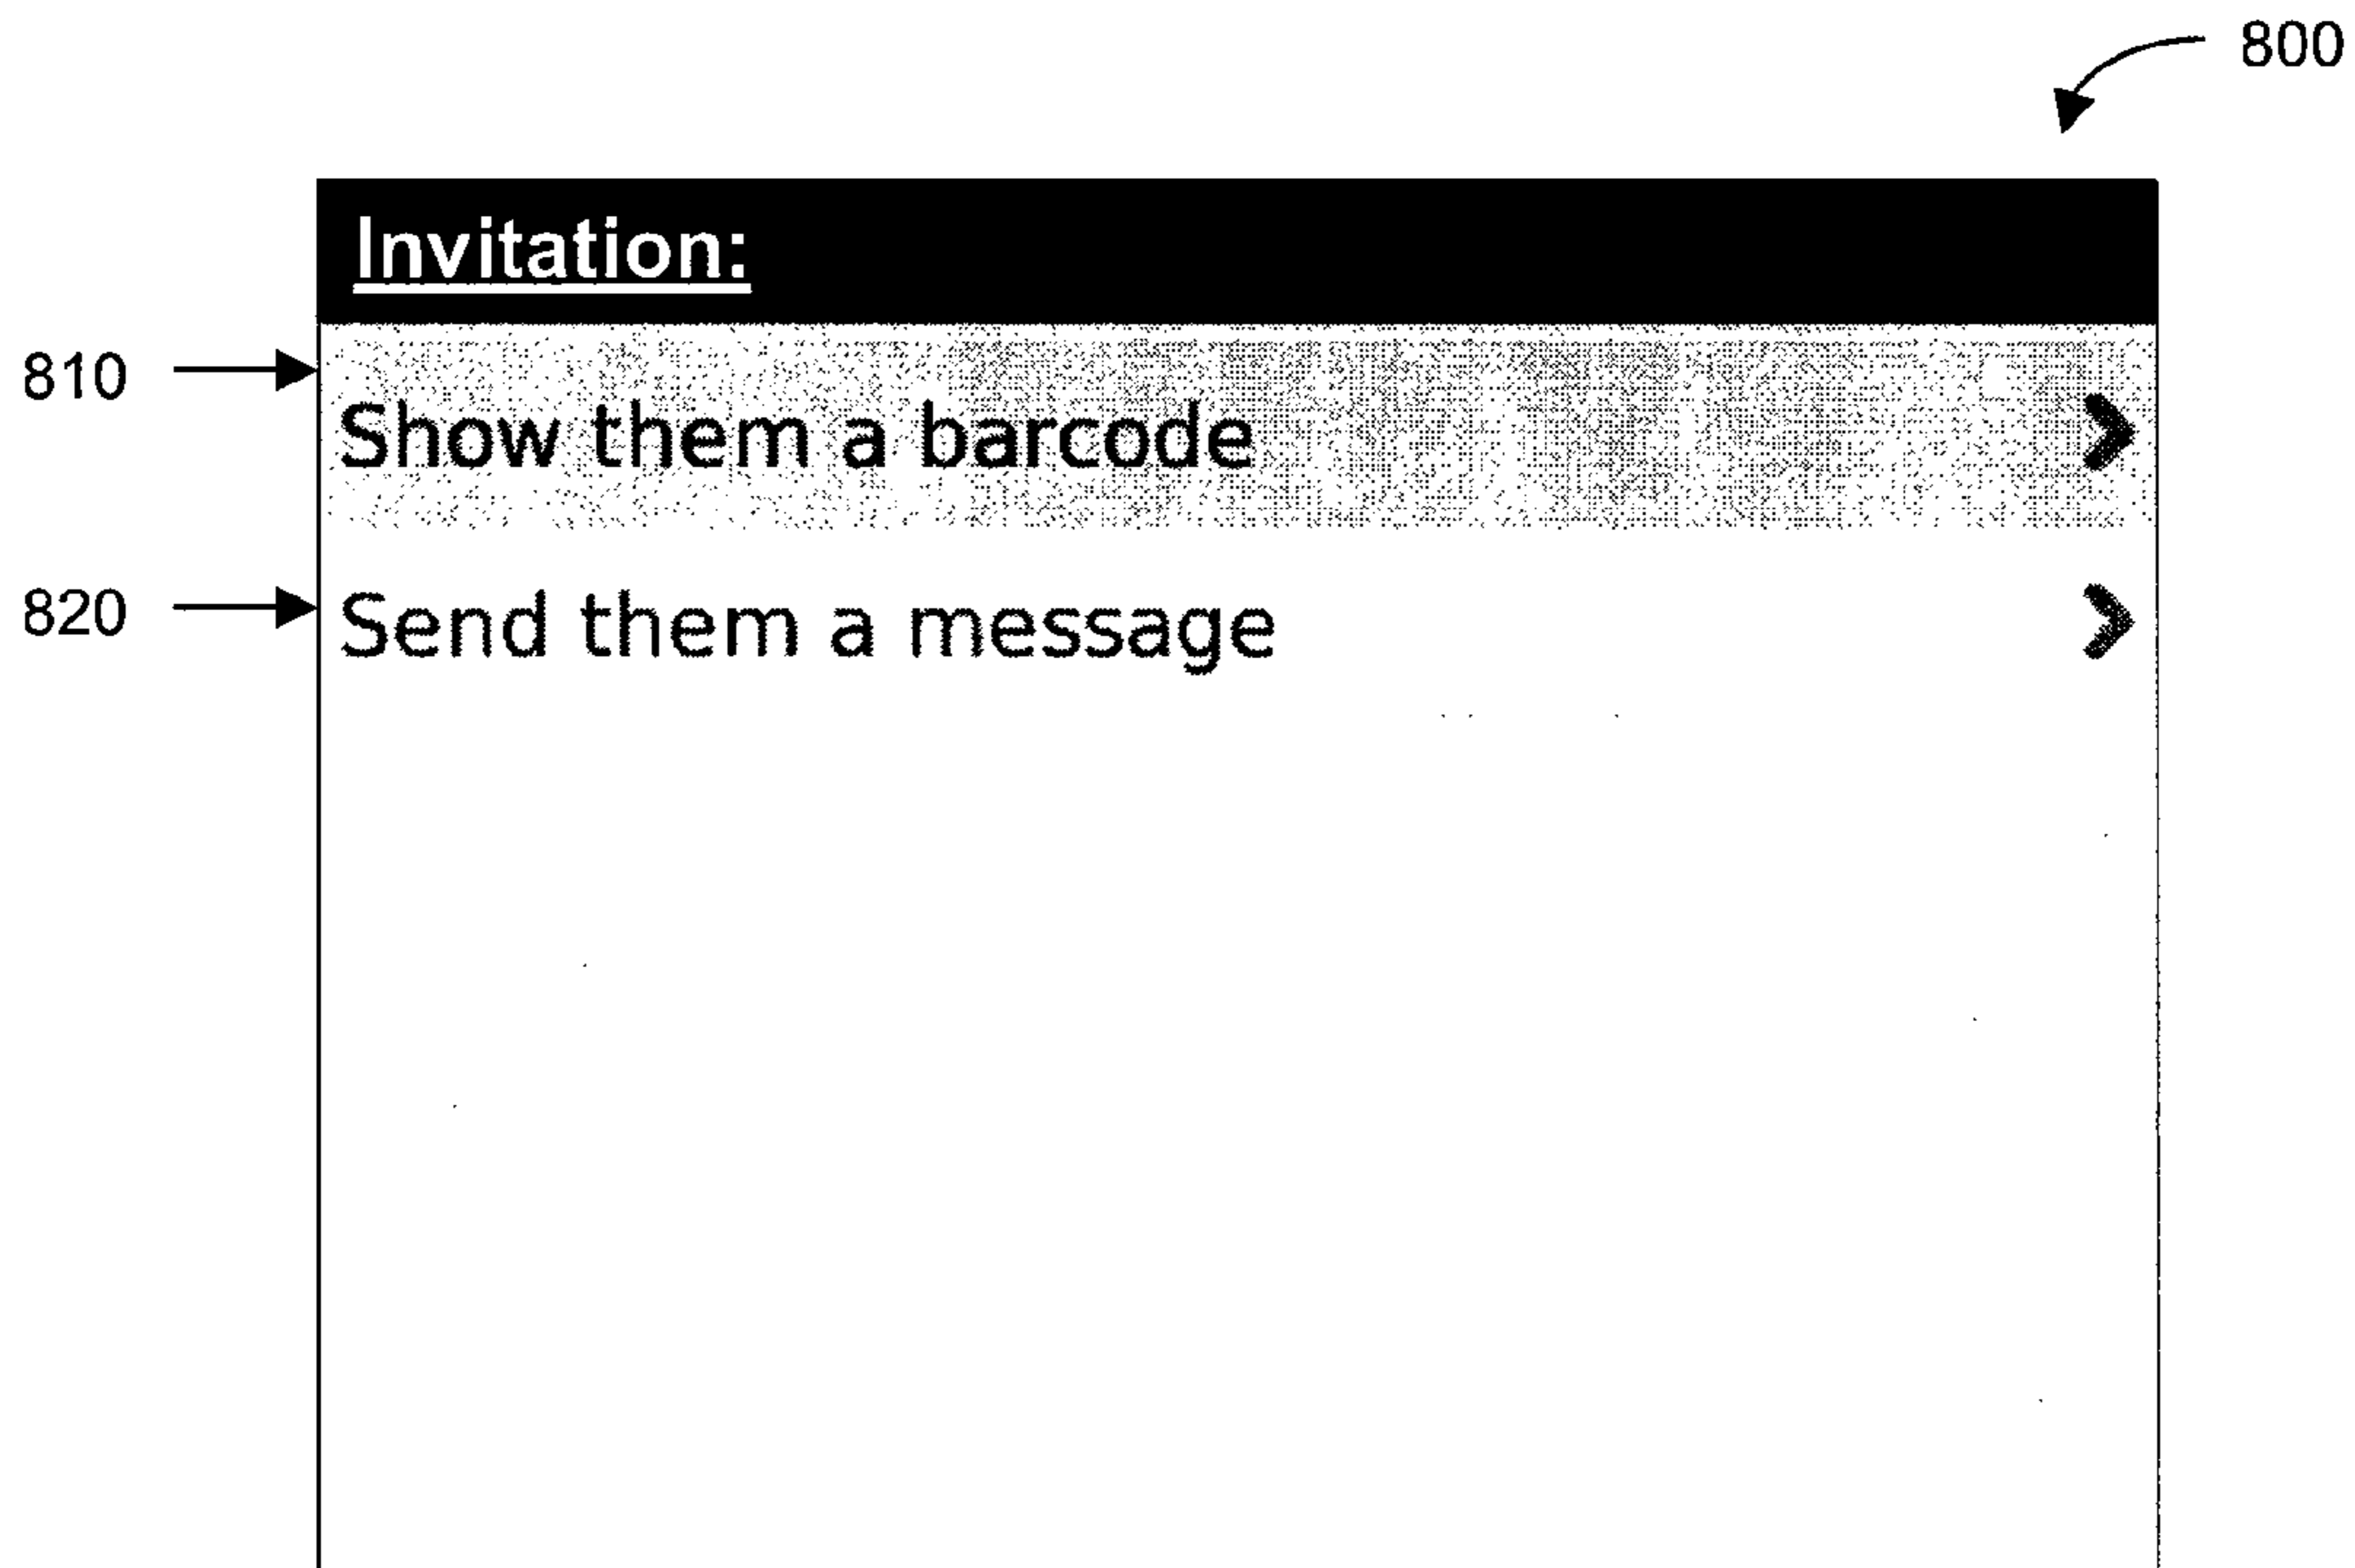 800
Invitation:
810
Show them a barcode
820
Send them a message